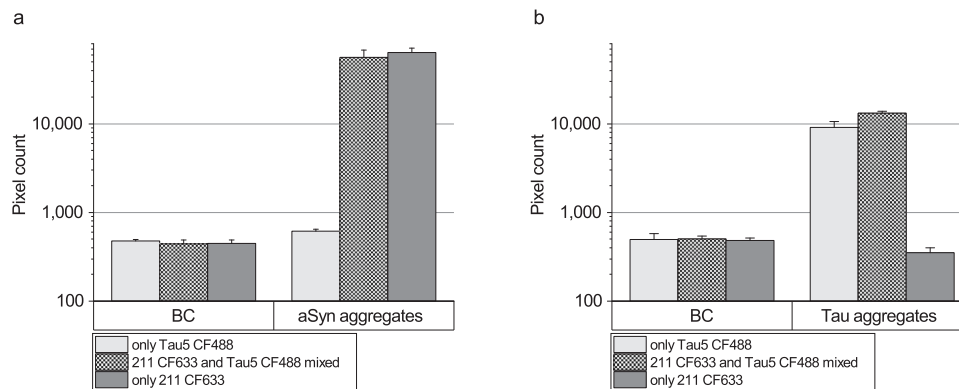 a
Pixel count
10,000
1,000
100
BC
aSyn aggregates
only Tau5 CF488
211 CF633 and Tau5 CF488 mixed
only 211 CF633
b
Pixel count
10,000
1,000
100
BC
Tau aggregates
only Tau5 CF488
211 CF633 and Tau5 CF488 mixed
only 211 CF633